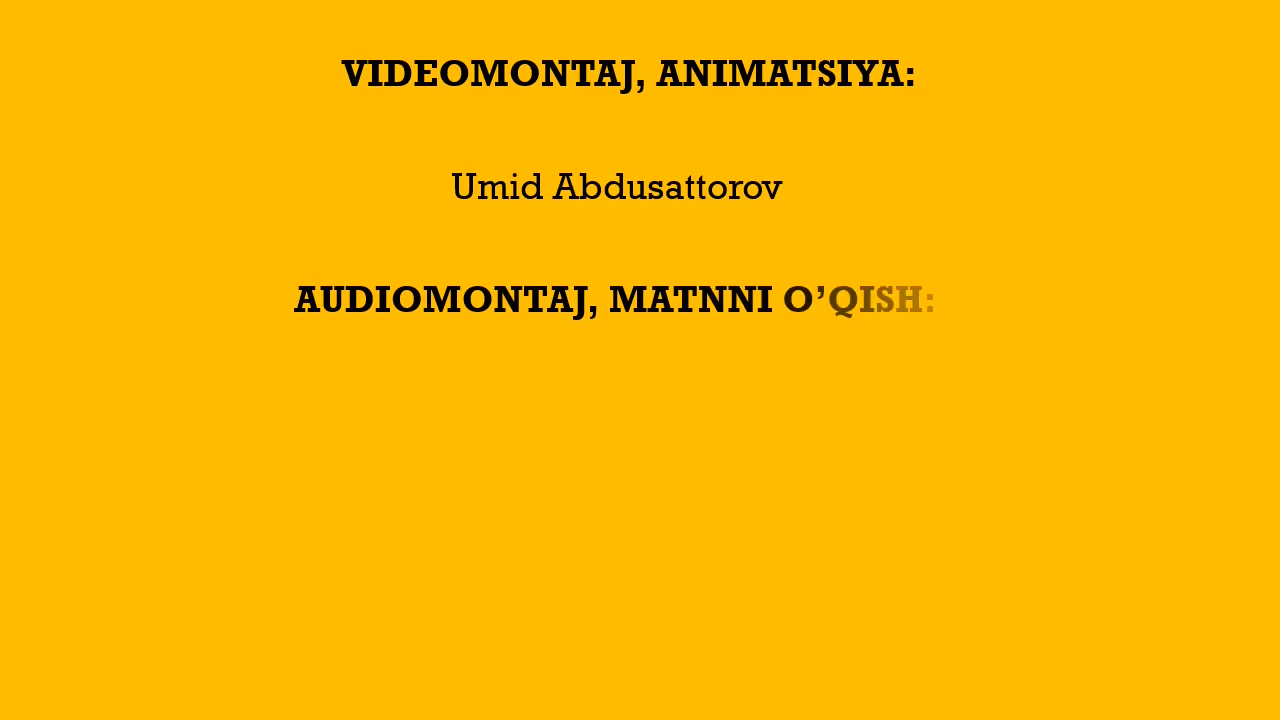 VIDEOMONTAJ, ANIMATSIYA:
Umid Abdusattorov
AUDIOMONTAJ, MATNNI O’QISH: